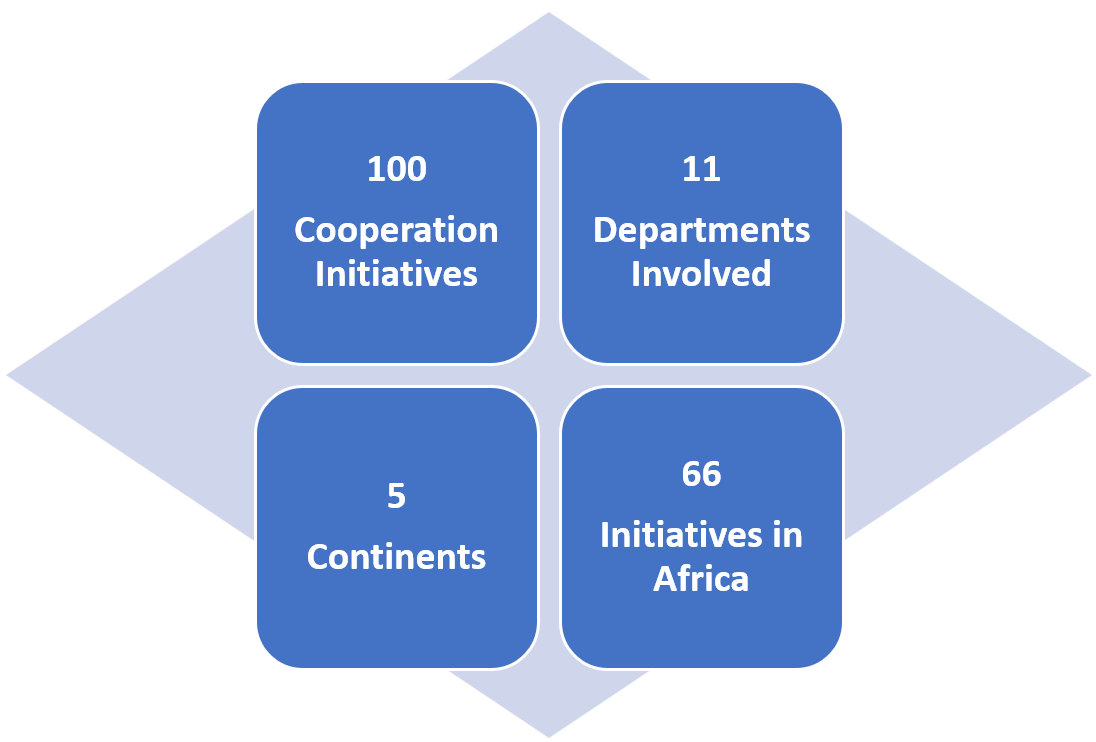 100
Cooperation
Initiatives
11
Departments
Involved
5
Continents
66
Initiatives in
Africa